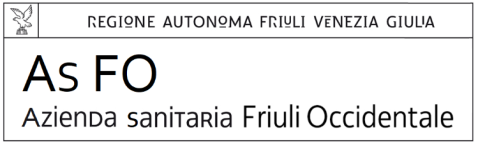 REGIONE AUTONOMA FRIULI VENEZIA GIULIA
As FO
Azienda sanitaria Friuli Occidentale